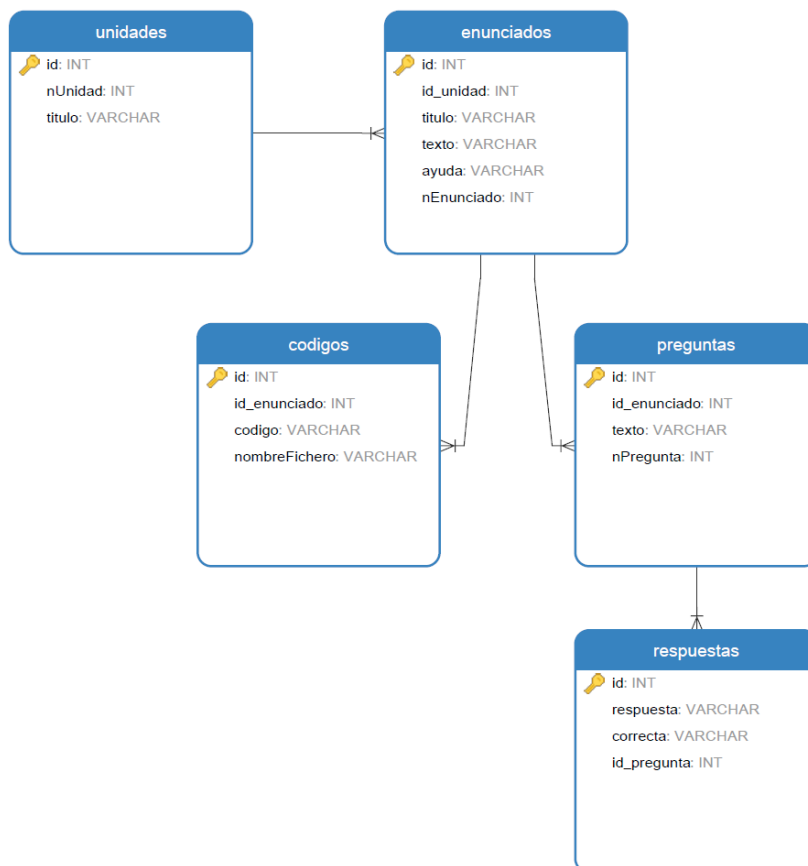 unidades
id: INT
nUnidad: INT
titulo: VARCHAR
enunciados
id: INT
id_unidad: INT
titulo: VARCHAR
texto: VARCHAR
ayuda: VARCHAR
nEnunciado: INT
codigos
id: INT
id_enunciado: INT
codigo: VARCHAR
nombreFichero: VARCHAR
preguntas
id: INT
id_enunciado: INT
texto: VARCHAR
nPregunta: INT
respuestas
id: INT
respuesta: VARCHAR
correcta: VARCHAR
id_pregunta: INT